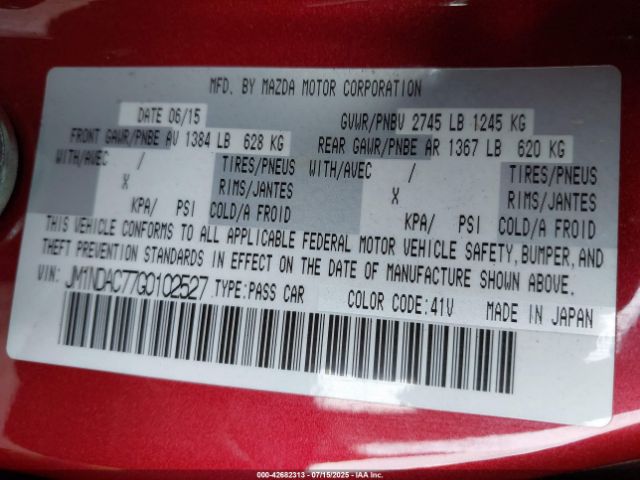 MFD. BY MAZDA MOTOR CORPORATION
DATE 06/15 GVWR/PNBV 2745 LB 1245 KG
FRONT GAWR/PNBE AV 1384 LB 628 KG REAR GAWR/PNBE AR 1367 LB 620 KG
WITH/AVEC / TIRES/PNEUS WITH/AVEC / TIRES/PNEUS
X RIMS/JANTES X RIMS/JANTES
KPA/ PSI COLD/A FROID KPA/ PSI COLD/A FROID
THIS VEHICLE CONFORMS TO ALL APPLICABLE FEDERAL MOTOR VEHICLE SAFETY, BUMPER, AND
THEFT PREVENTION STANDARDS IN EFFECT ON THE DATE OF MANUFACTURE SHOWN ABOVE.
VIN: JM1NDAC77G0102527 TYPE:PASS CAR COLOR CODE:41V MADE IN JAPAN
000-42682313 | 07/15/2025 | IAA Inc.